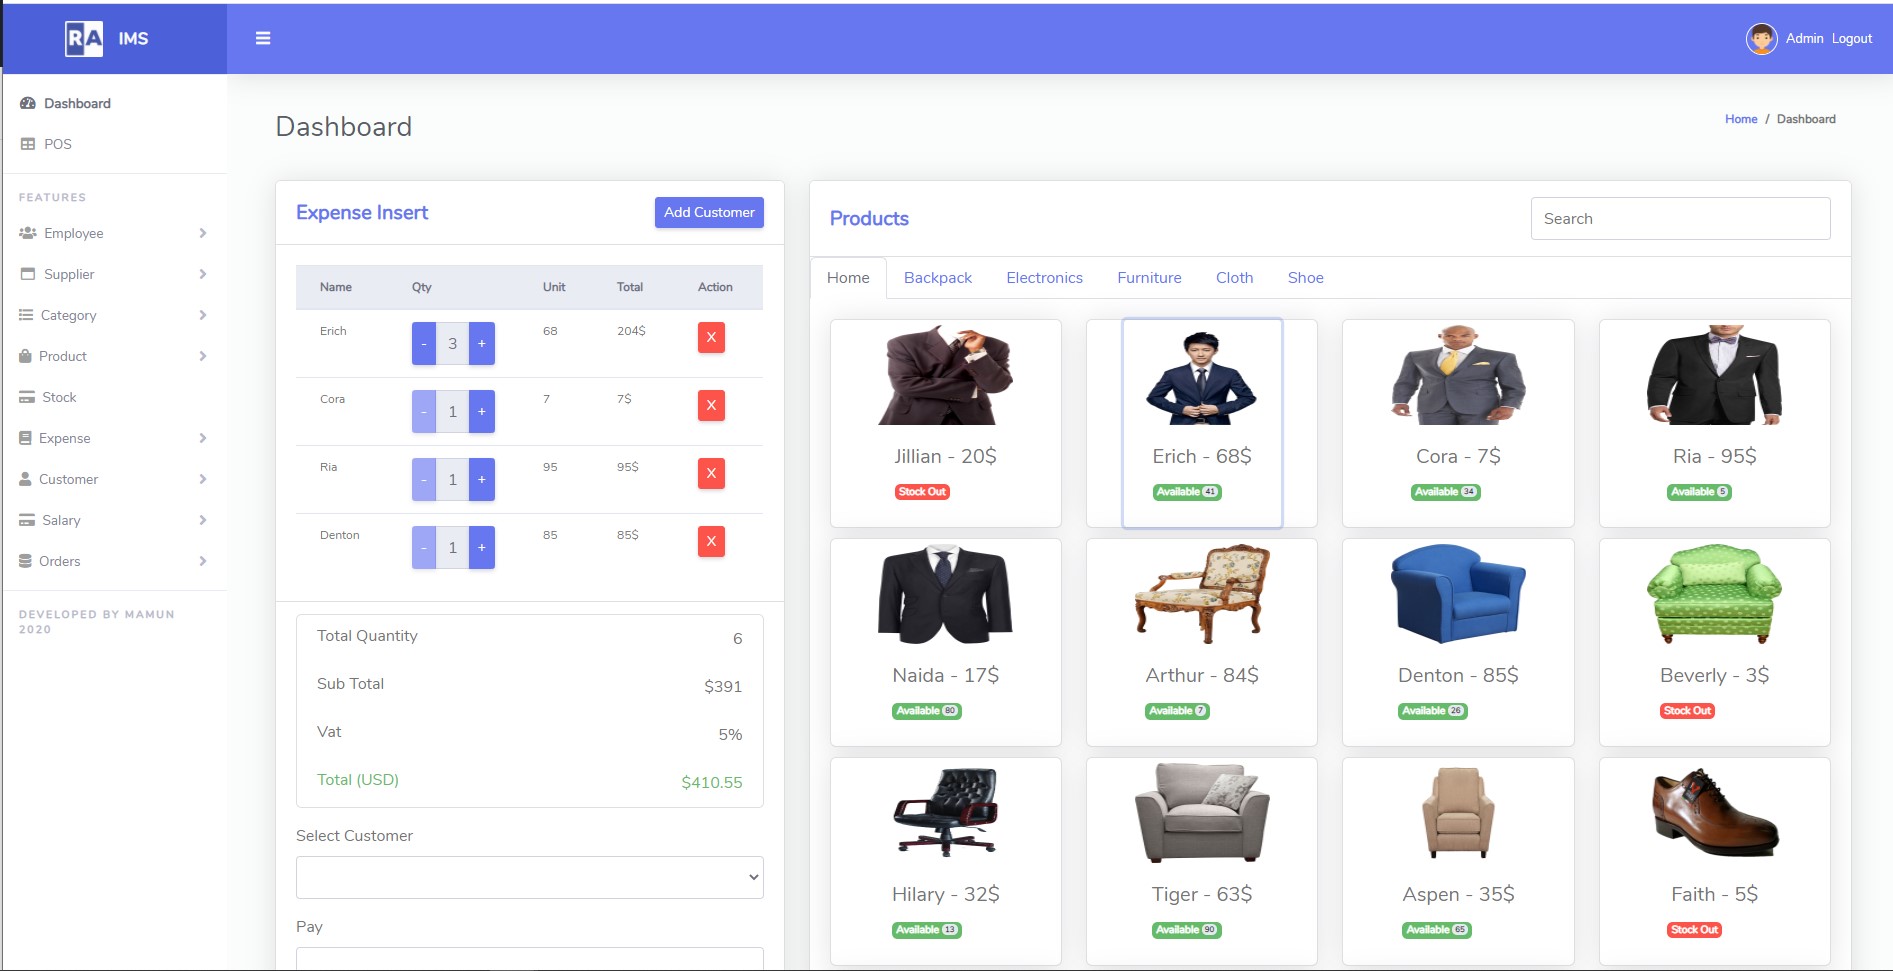 RA IMS
Admin Logout
Dashboard
POS
FEATURES
Employee
Supplier
Category
Product
Stock
Expense
Customer
Salary
Orders
DEVELOPED BY MAMUN
2020
Dashboard
Home / Dashboard
Expense Insert
Add Customer
Name Qty Unit Total Action
Erich - 3 + 68 204$ X
Cora - 1 + 7 7$ X
Ria - 1 + 95 95$ X
Denton - 1 + 85 85$ X
Total Quantity 6
Sub Total $391
Vat 5%
Total (USD) $410.55
Select Customer
Pay
Products
Search
Home Backpack Electronics Furniture Cloth Shoe
Jillian - 20$
Stock Out
Erich - 68$
Available 41
Cora - 7$
Available 34
Ria - 95$
Available 5
Naida - 17$
Available 80
Arthur - 84$
Available 7
Denton - 85$
Available 26
Beverly - 3$
Stock Out
Hilary - 32$
Available 13
Tiger - 63$
Available 90
Aspen - 35$
Available 65
Faith - 5$
Stock Out